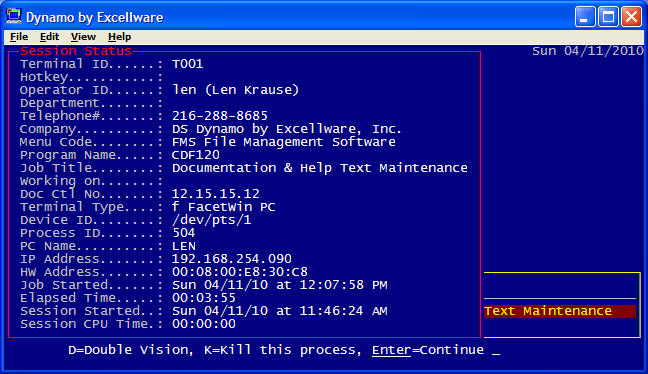 Dynamo by Excellware
File Edit View Help
Session Status
Sun 04/11/2010
Terminal ID......: T001
Hotkey...........:
Operator ID......: len (Len Krause)
Department.......:
Telephone#.......: 216-288-8685
Company..........: DS Dynamo by Excellware, Inc.
Menu Code........: FMS File Management Software
Program Name.....: CDF120
Job Title........: Documentation & Help Text Maintenance
Working on.......:
Doc Ctl No.......: 12.15.15.12
Terminal Type....: f FacetWin PC
Device ID........: /dev/pts/1
Process ID.......: 504
PC Name..........: LEN
IP Address.......: 192.168.254.090
HW Address.......: 00:08:00:E8:30:C8
Job Started......: Sun 04/11/10 at 12:07:58 PM
Elapsed Time.....: 00:03:55
Session Started..: Sun 04/11/10 at 11:46:24 AM
Text Maintenance
Session CPU Time.: 00:00:00
D=Double Vision, K=Kill this process, Enter=Continue _